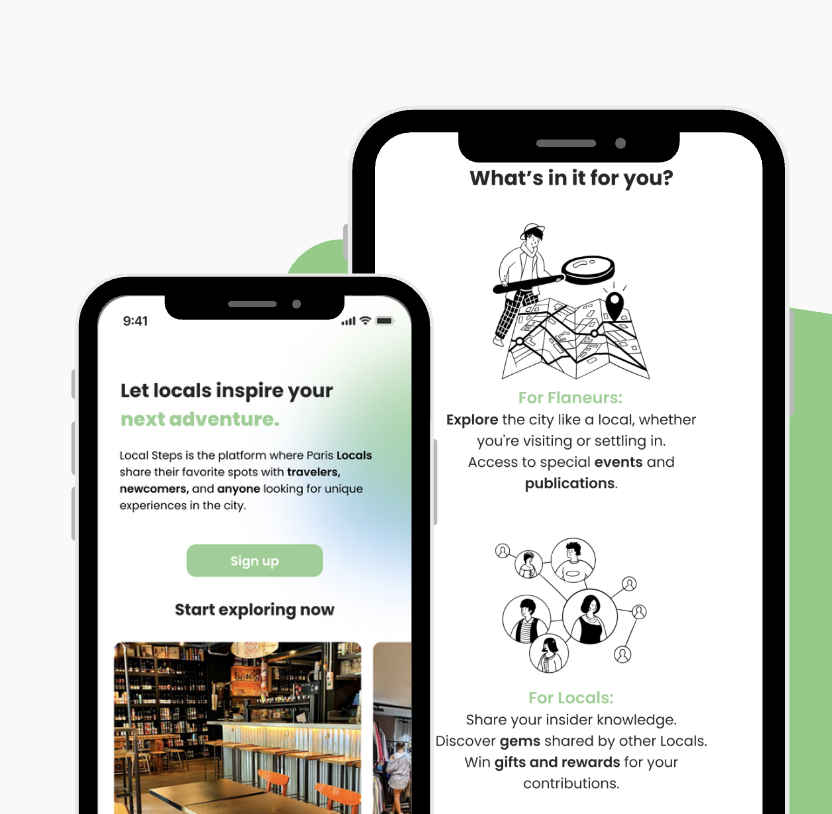 9:41
Let locals inspire your
next adventure.
Local Steps is the platform where Paris Locals
share their favorite spots with travelers,
newcomers, and anyone looking for unique
experiences in the city.
Sign up
Start exploring now
What's in it for you?
For Flaneurs:
Explore the city like a local, whether
you're visiting or settling in.
Access to special events and
publications.
For Locals:
Share your insider knowledge.
Discover gems shared by other Locals.
Win gifts and rewards for your
contributions.